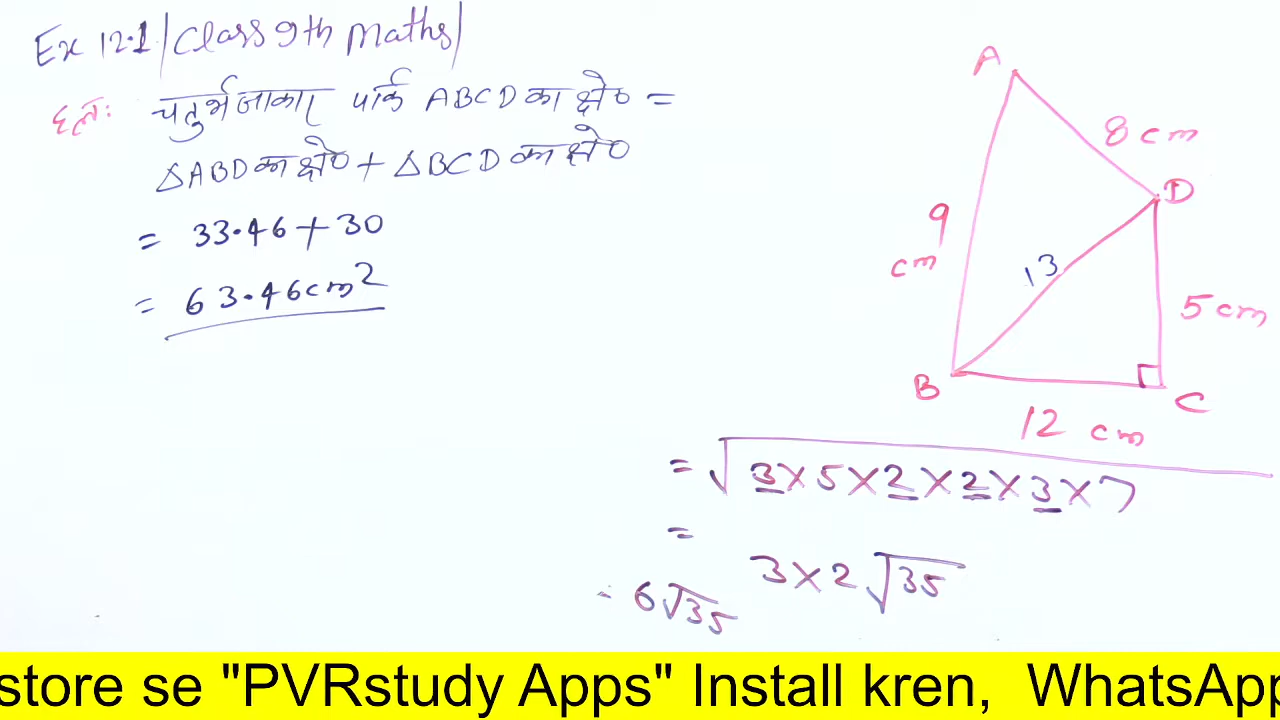 Ex 12.1 | Class 9th Maths |
हल: चतुर्भुजाकार पार्क ABCD का क्षे० =
△ABD का क्षे० + △BCD का क्षे०
= 33.46 + 30
= 63.46 cm²
A
8 cm
D
9
cm
13
5 cm
B
C
12 cm
= √3×5×2×2×3×7
=
3×2√35
6√35
store se "PVRstudy Apps" Install kren, WhatsApp